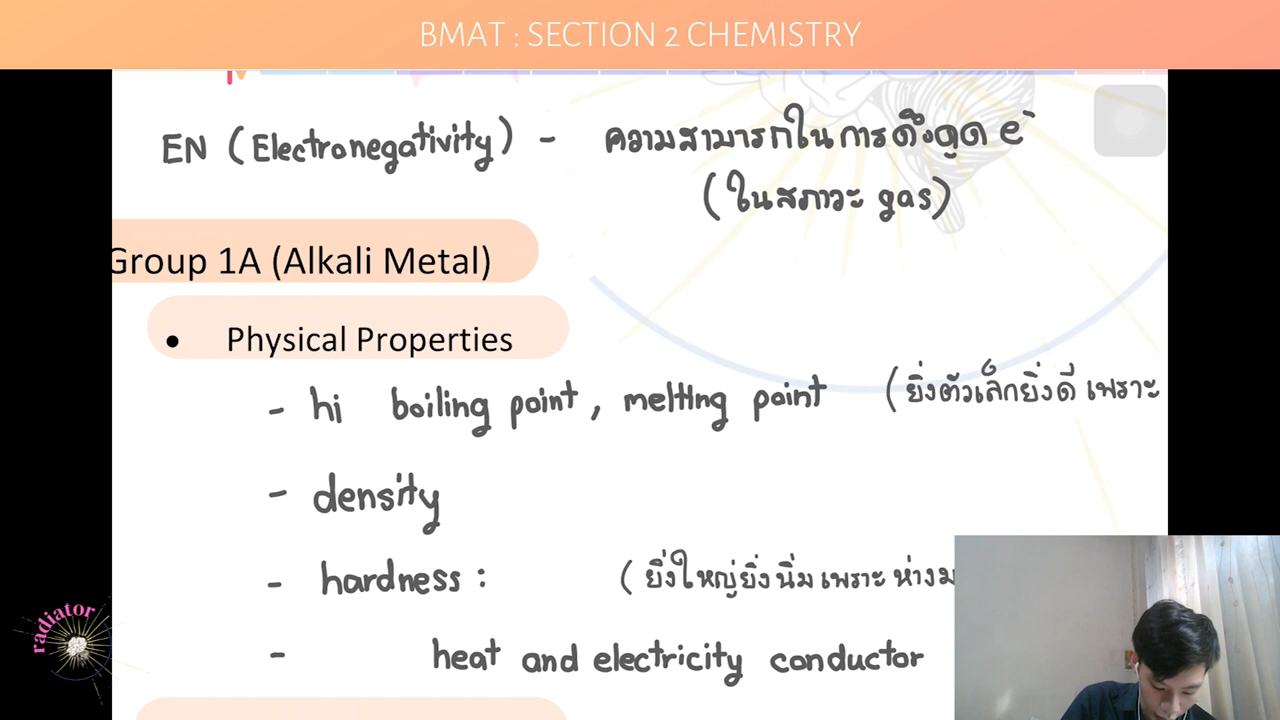 BMAT : SECTION 2 CHEMISTRY
EN (Electronegativity) - ความสามารถในการดึงดูด e⁻
(ในสภาวะ gas)
Group 1A (Alkali Metal)
• Physical Properties
- hi boiling point, melting point (ยิ่งตัวเล็กยิ่งดี เพราะ
- density
- hardness : (ยิ่งใหญ่ยิ่งนิ่ม เพราะ ห่าง
- heat and electricity conductor
radiator